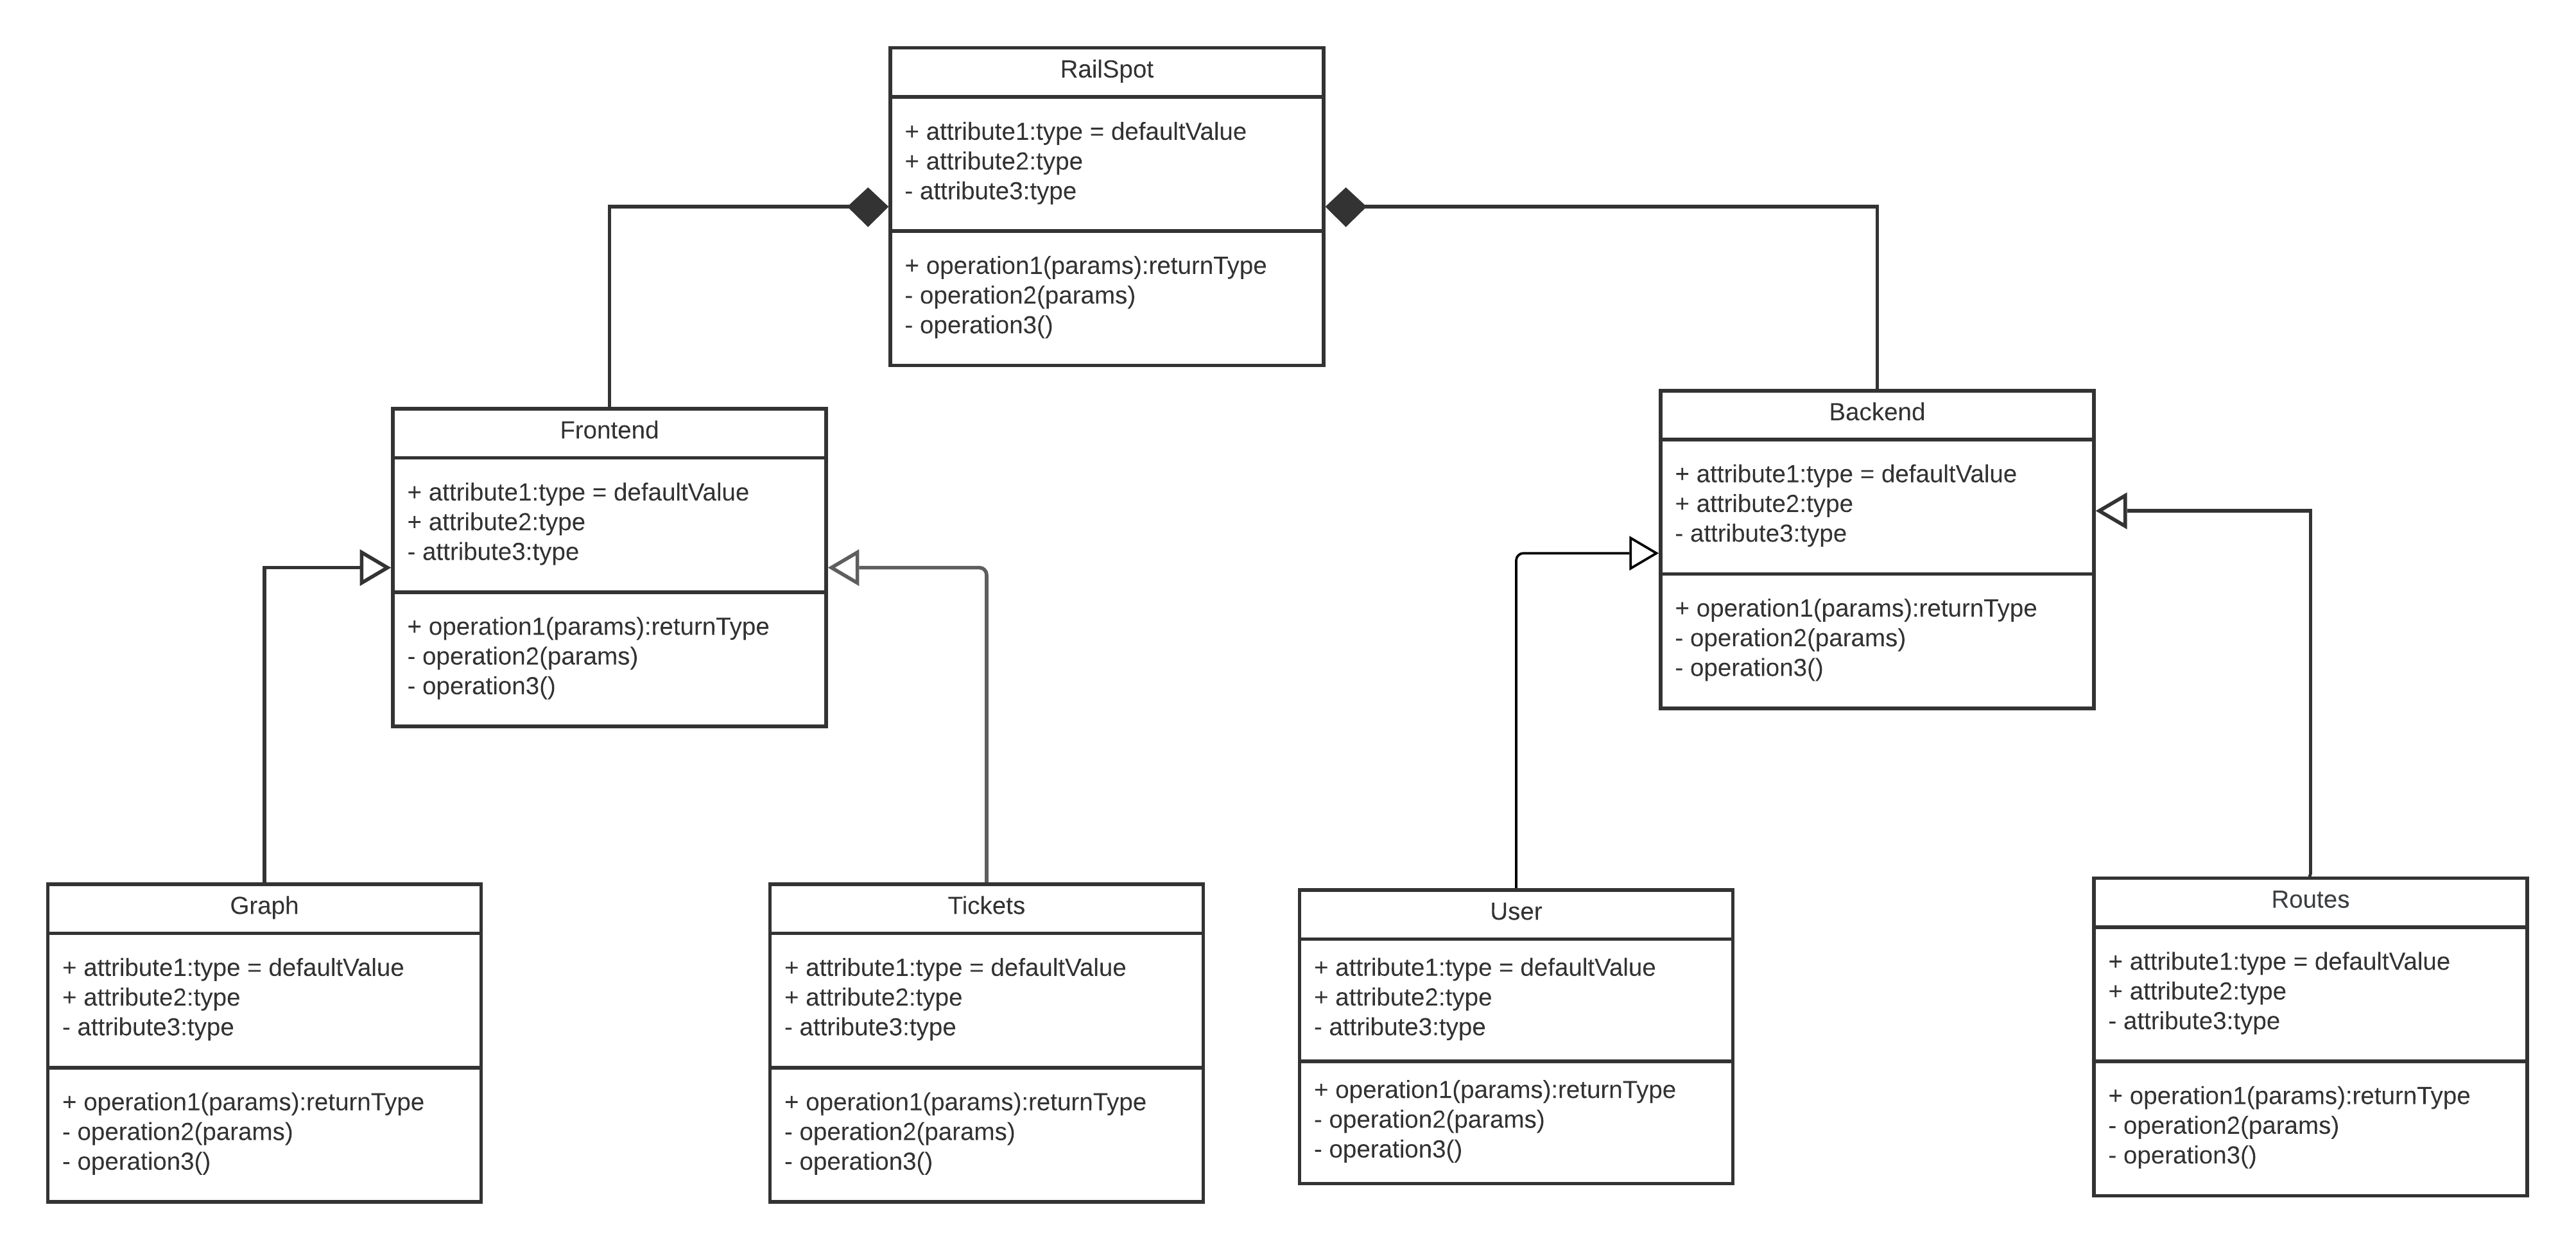 RailSpot
+ attribute1:type = defaultValue
+ attribute2:type
- attribute3:type
+ operation1(params):returnType
- operation2(params)
- operation3()
Frontend
+ attribute1:type = defaultValue
+ attribute2:type
- attribute3:type
+ operation1(params):returnType
- operation2(params)
- operation3()
Backend
+ attribute1:type = defaultValue
+ attribute2:type
- attribute3:type
+ operation1(params):returnType
- operation2(params)
- operation3()
Graph
+ attribute1:type = defaultValue
+ attribute2:type
- attribute3:type
+ operation1(params):returnType
- operation2(params)
- operation3()
Tickets
+ attribute1:type = defaultValue
+ attribute2:type
- attribute3:type
+ operation1(params):returnType
- operation2(params)
- operation3()
User
+ attribute1:type = defaultValue
+ attribute2:type
- attribute3:type
+ operation1(params):returnType
- operation2(params)
- operation3()
Routes
+ attribute1:type = defaultValue
+ attribute2:type
- attribute3:type
+ operation1(params):returnType
- operation2(params)
- operation3()